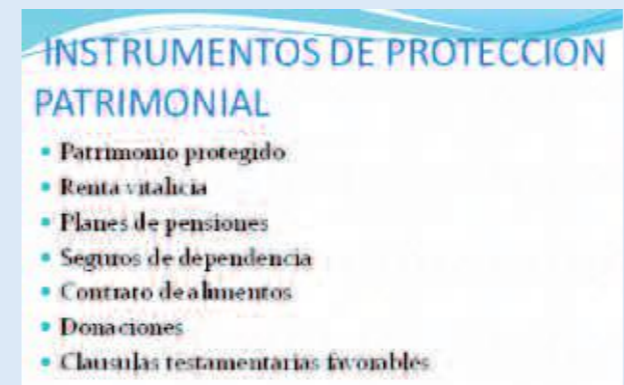 INSTRUMENTOS DE PROTECCION
PATRIMONIAL
• Patrimonio protegido
• Renta vitalicia
• Planes de pensiones
• Seguros de dependencia
• Contrato de alimentos
• Donaciones
• Clausulas testamentarias favorables